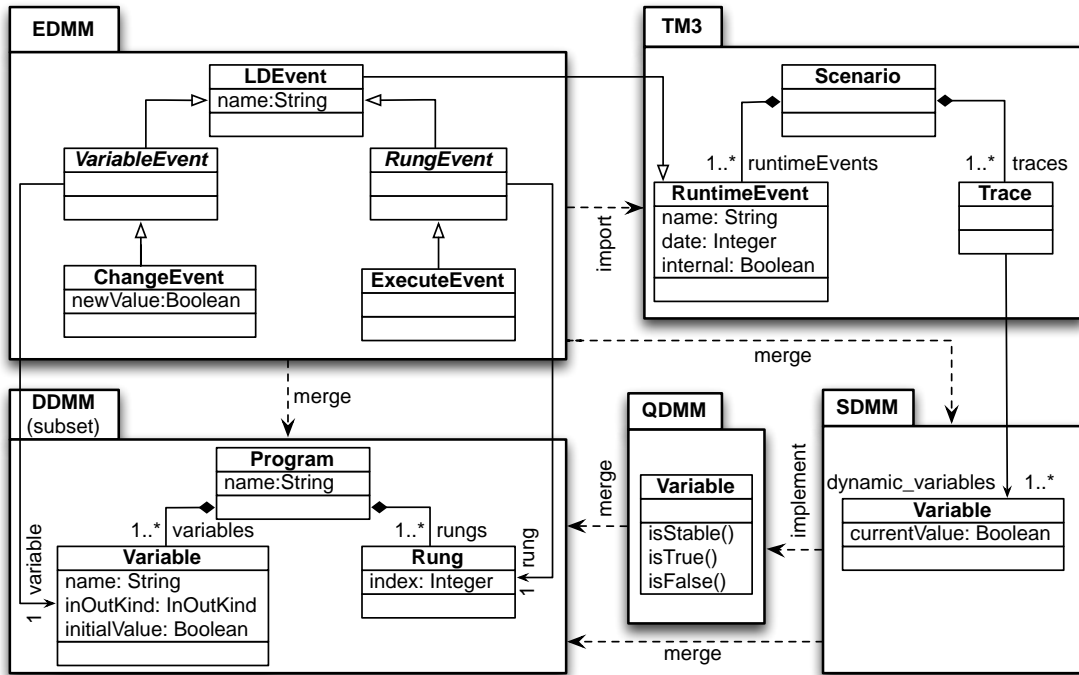 EDMM
LDEvent
name:String
VariableEvent
RungEvent
ChangeEvent
newValue:Boolean
ExecuteEvent
TM3
Scenario
1..* runtimeEvents
1..* traces
RuntimeEvent
name: String
date: Integer
internal: Boolean
Trace
import
merge
merge
DDMM
(subset)
Program
name:String
1..* variables
1..* rungs
Variable
name: String
inOutKind: InOutKind
initialValue: Boolean
Rung
index: Integer
1 variable
1 rung
merge
QDMM
Variable
isStable()
isTrue()
isFalse()
implement
SDMM
dynamic_variables 1..*
Variable
currentValue: Boolean
merge